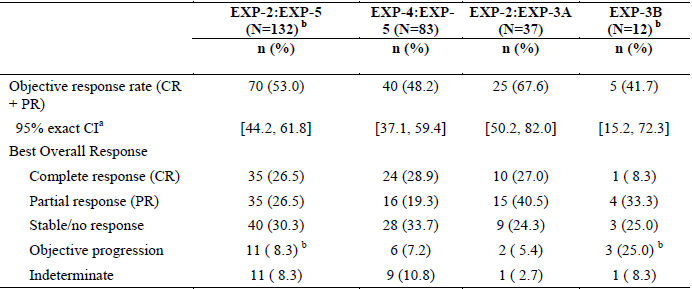 EXP-2:EXP-5 EXP-4:EXP- EXP-2:EXP-3A EXP-3B
(N=132) b 5 (N=83) (N=37) (N=12) b
n (%) n (%) n (%) n (%)
Objective response rate (CR 70 (53.0) 40 (48.2) 25 (67.6) 5 (41.7)
+ PR)
95% exact CIa [44.2, 61.8] [37.1, 59.4] [50.2, 82.0] [15.2, 72.3]
Best Overall Response
Complete response (CR) 35 (26.5) 24 (28.9) 10 (27.0) 1 ( 8.3)
Partial response (PR) 35 (26.5) 16 (19.3) 15 (40.5) 4 (33.3)
Stable/no response 40 (30.3) 28 (33.7) 9 (24.3) 3 (25.0)
Objective progression 11 ( 8.3) b 6 (7.2) 2 ( 5.4) 3 (25.0) b
Indeterminate 11 ( 8.3) 9 (10.8) 1 ( 2.7) 1 ( 8.3)